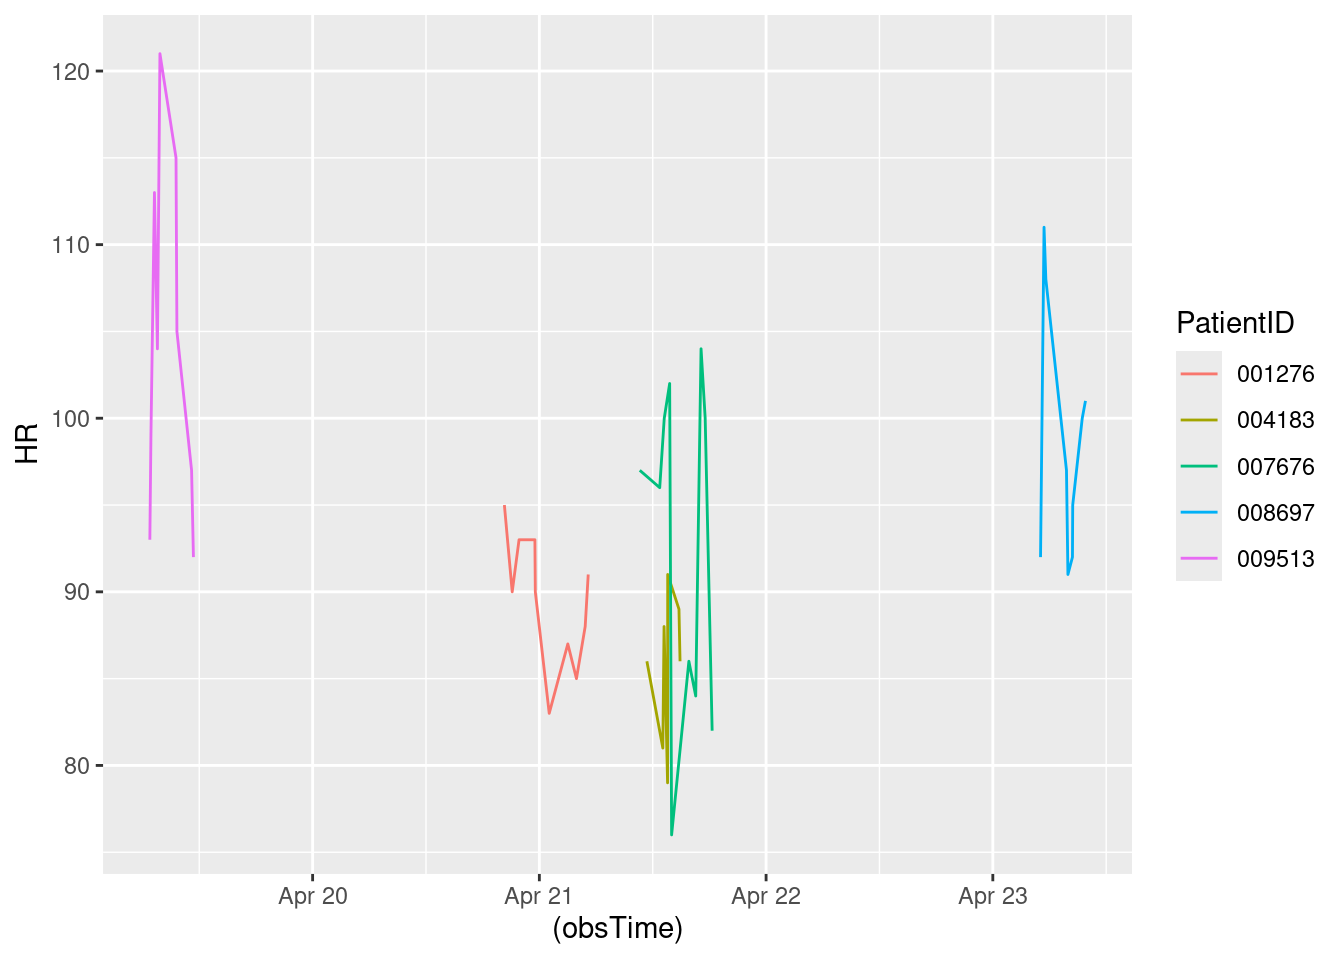 120
110
100
90
80
HR
Apr 20
Apr 21
Apr 22
Apr 23
(obsTime)
PatientID
001276
004183
007676
008697
009513